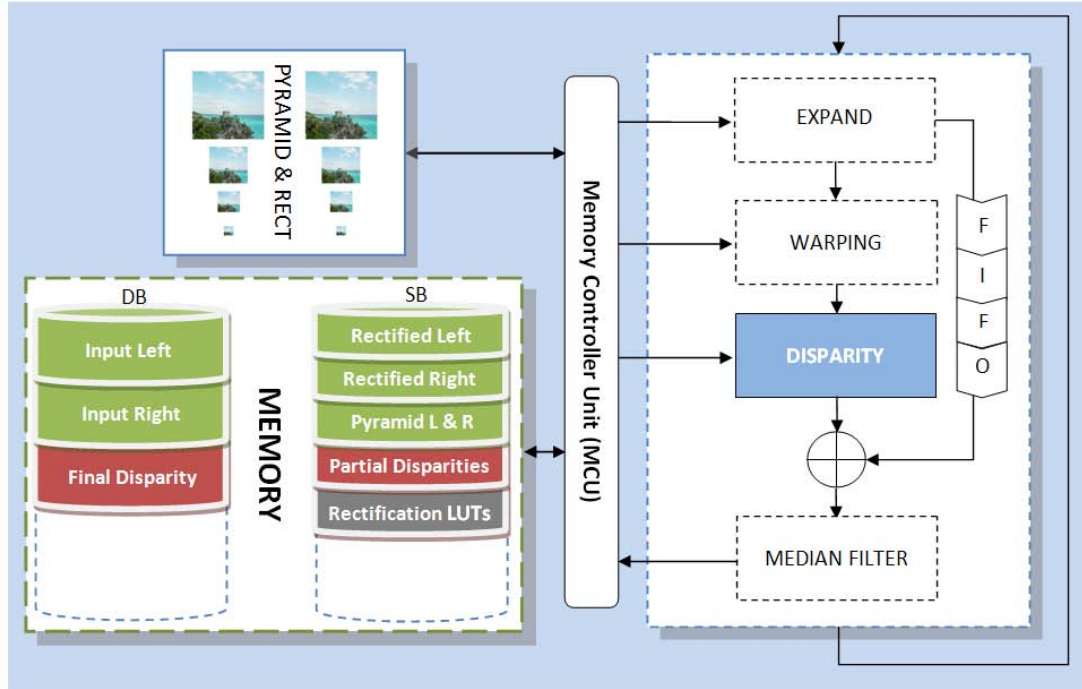 PYRAMID & RECT
DB
Input Left
Input Right
Final Disparity
MEMORY
SB
Rectified Left
Rectified Right
Pyramid L & R
Partial Disparities
Rectification LUTs
Memory Controller Unit (MCU)
EXPAND
WARPING
DISPARITY
MEDIAN FILTER
F
I
F
O